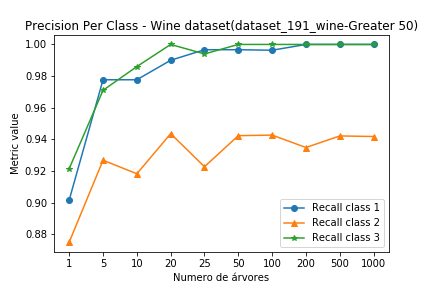 Precision Per Class - Wine dataset(dataset_191_wine-Greater 50)
1.00
0.98
0.96
0.94
0.92
0.90
0.88
Metric value
Recall class 1
Recall class 2
Recall class 3
1 5 10 20 25 50 100 200 500 1000
Numero de árvores